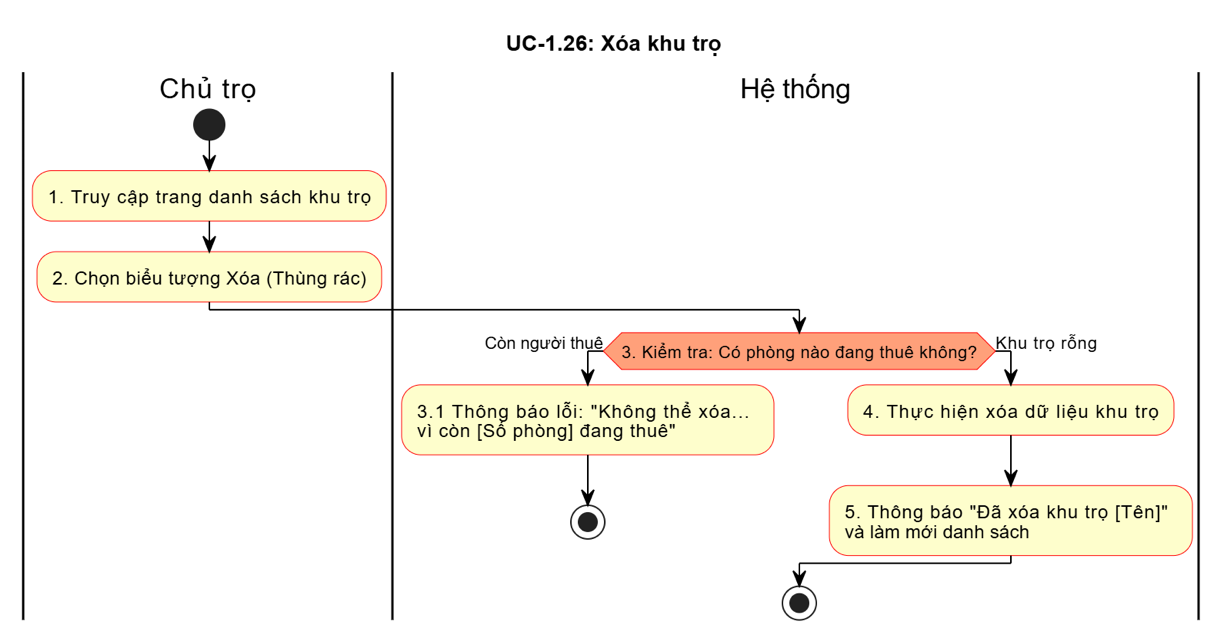 UC-1.26: Xóa khu trọ
Chủ trọ
Hệ thống
1. Truy cập trang danh sách khu trọ
2. Chọn biểu tượng Xóa (Thùng rác)
Còn người thuê
3. Kiểm tra: Có phòng nào đang thuê không?
Khu trọ rỗng
3.1 Thông báo lỗi: "Không thể xóa...
vì còn [Số phòng] đang thuê"
4. Thực hiện xóa dữ liệu khu trọ
5. Thông báo "Đã xóa khu trọ [Tên]"
và làm mới danh sách